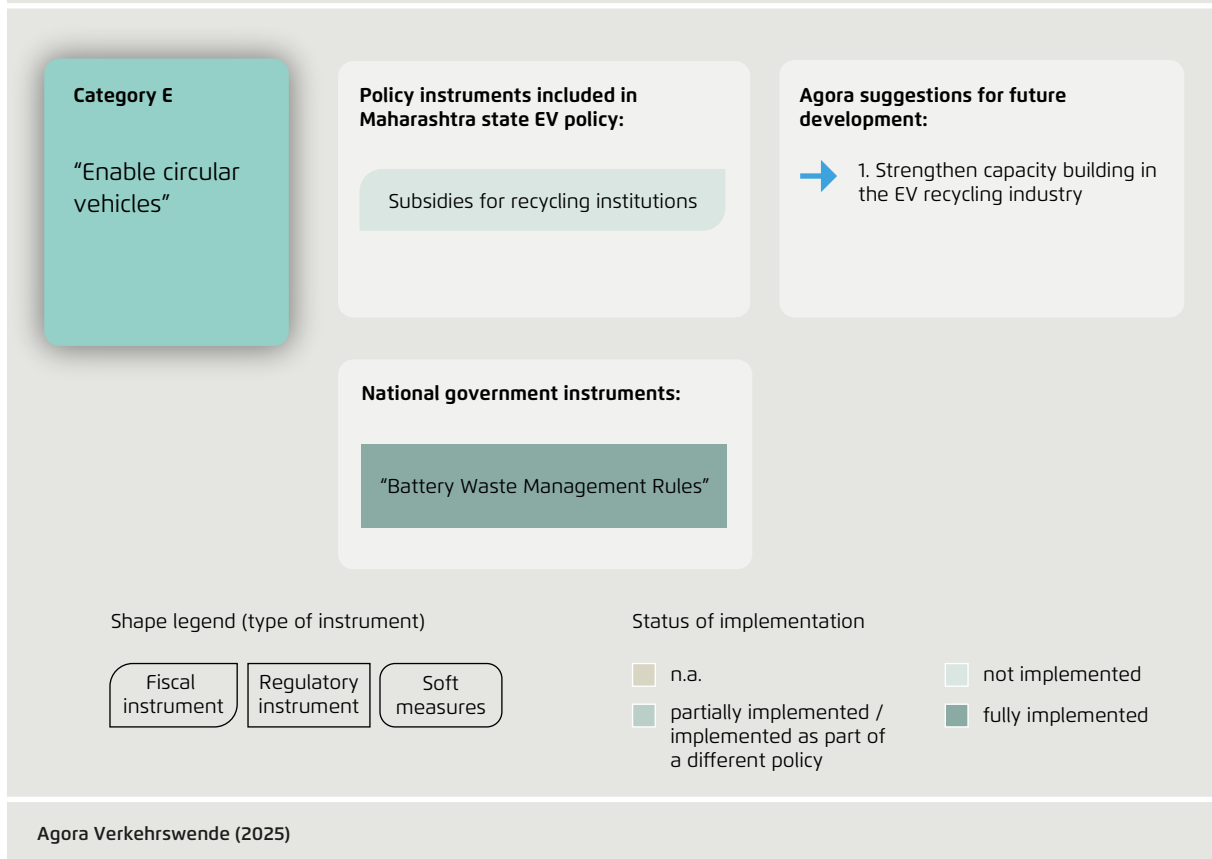 Category E
“Enable circular
vehicles”
Policy instruments included in
Maharashtra state EV policy:
Subsidies for recycling institutions
Agora suggestions for future
development:
1. Strengthen capacity building in
the EV recycling industry
National government instruments:
“Battery Waste Management Rules”
Shape legend (type of instrument)
Fiscal
instrument
Regulatory
instrument
Soft
measures
Status of implementation
n.a.
partially implemented /
implemented as part of
a different policy
not implemented
fully implemented
Agora Verkehrswende (2025)